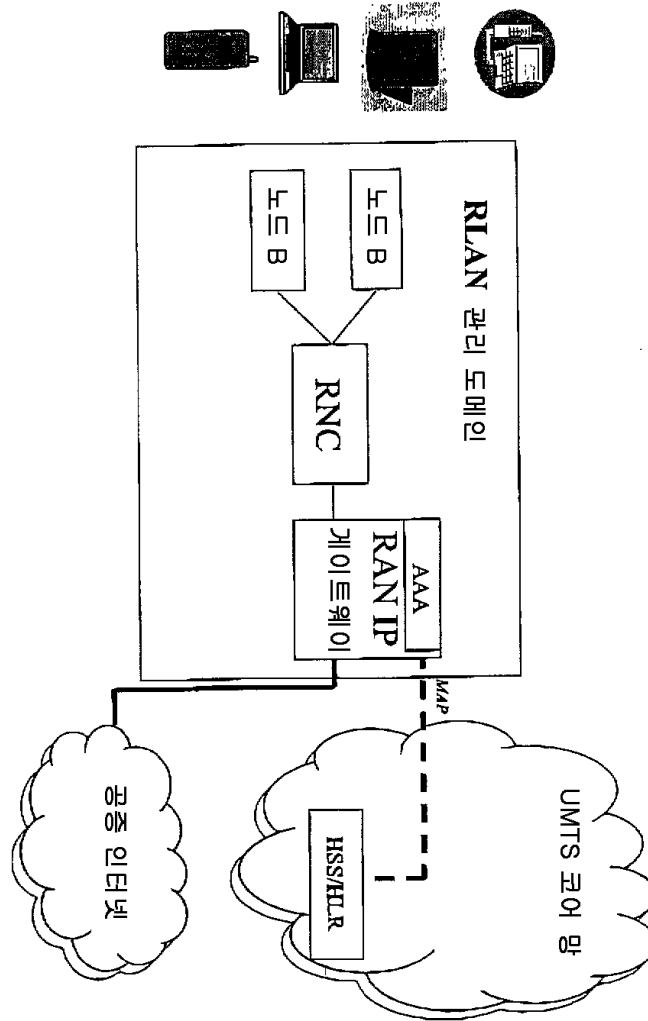 RLAN 관리 도메인
노드 B
노드 B
RNC
AAA
RAN IP
게이트웨이
MAP
UMTS 코어 망
HSS/HLR
공중 인터넷